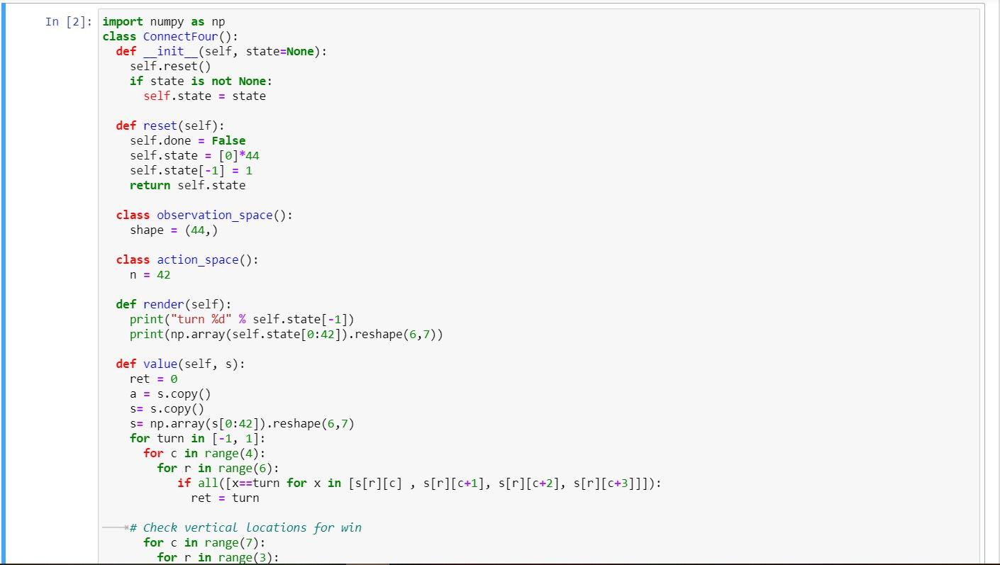 In [2]: import numpy as np
class ConnectFour():
  def __init__(self, state=None):
    self.reset()
    if state is not None:
      self.state = state

  def reset(self):
    self.done = False
    self.state = [0]*44
    self.state[-1] = 1
    return self.state

  class observation_space():
    shape = (44,)

  class action_space():
    n = 42

  def render(self):
    print("turn %d" % self.state[-1])
    print(np.array(self.state[0:42]).reshape(6,7))

  def value(self, s):
    ret = 0
    a = s.copy()
    s= s.copy()
    s= np.array(s[0:42]).reshape(6,7)
    for turn in [-1, 1]:
      for c in range(4):
        for r in range(6):
           if all([x==turn for x in [s[r][c] , s[r][c+1], s[r][c+2], s[r][c+3]]]):
             ret = turn

    # Check vertical locations for win
      for c in range(7):
        for r in range(3):